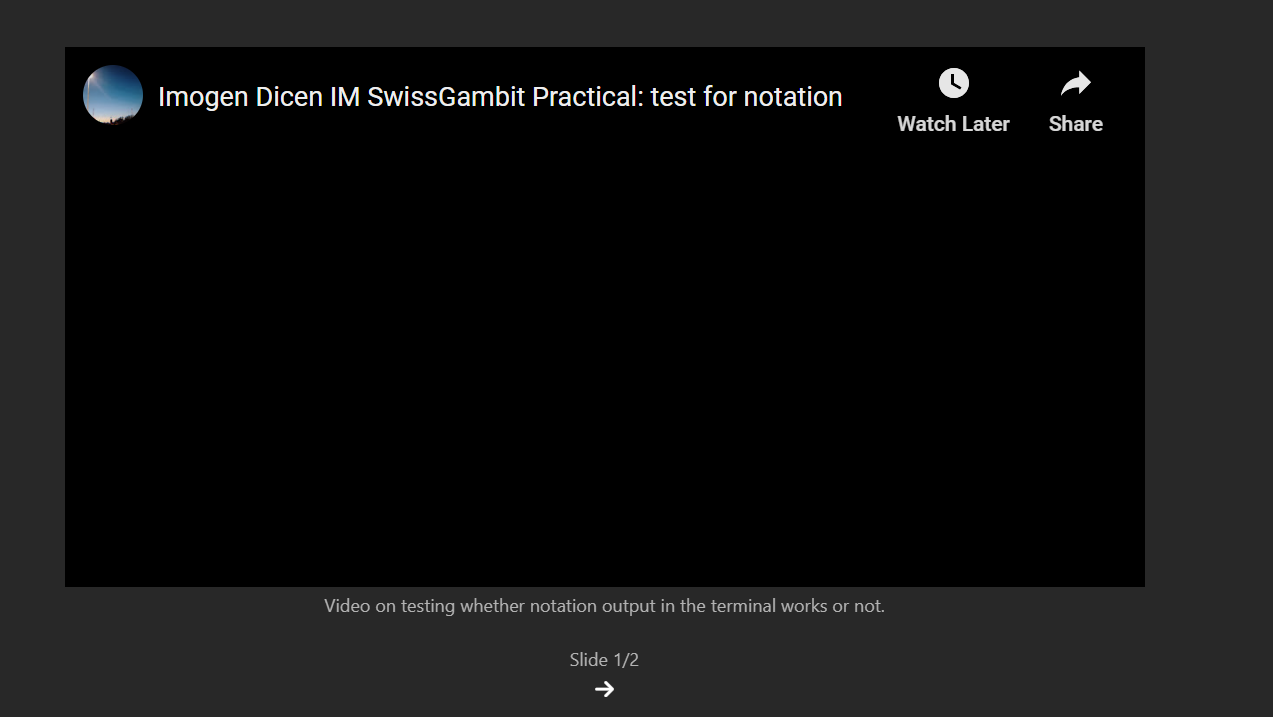 Imogen Dicen IM SwissGambit Practical: test for notation
Watch Later
Share
Video on testing whether notation output in the terminal works or not.
Slide 1/2